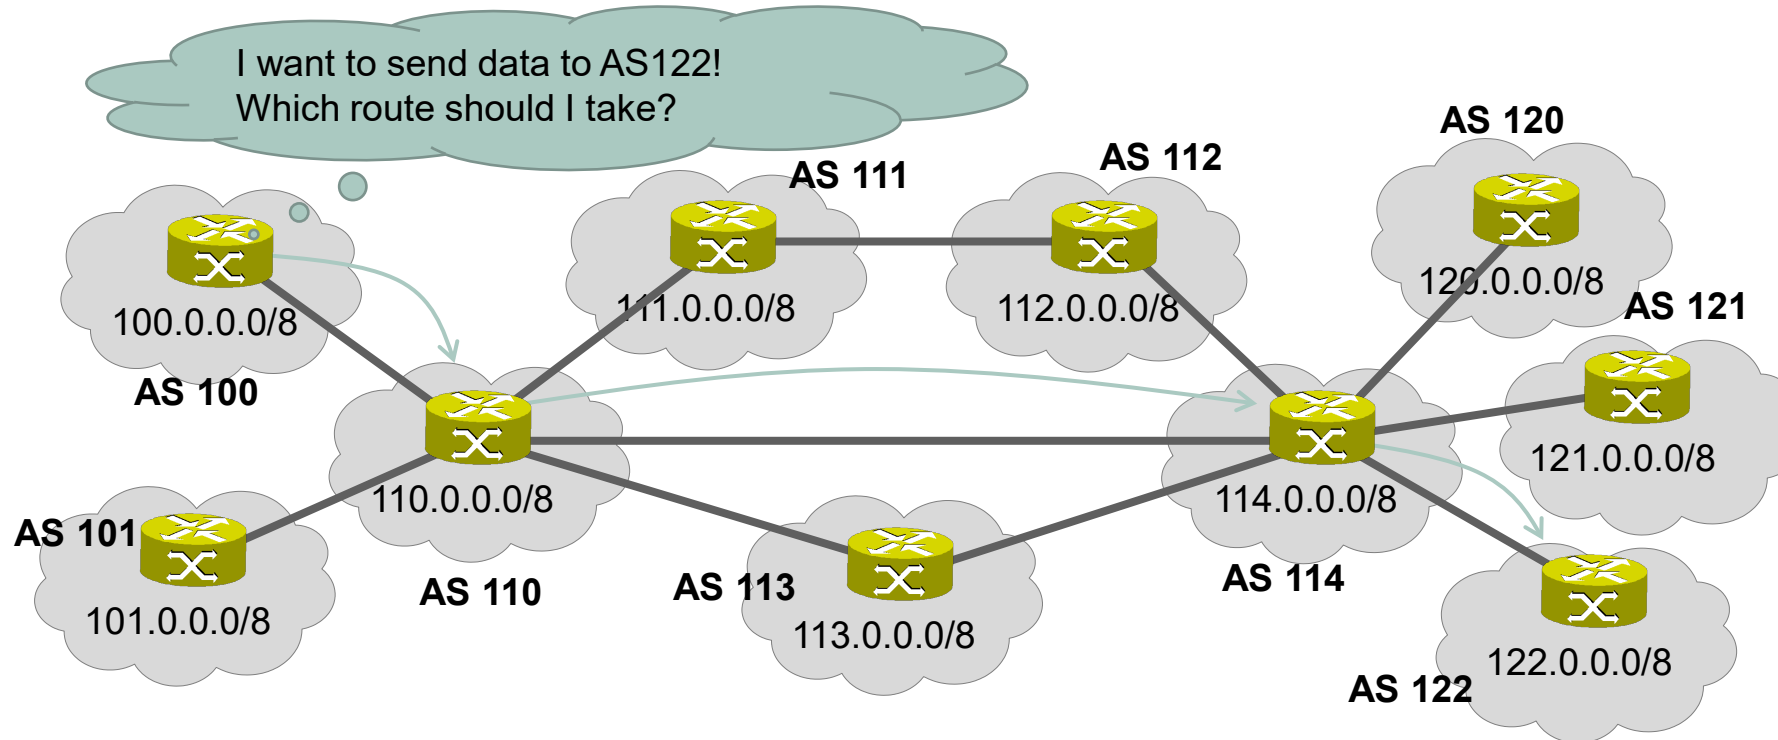 I want to send data to AS122!
Which route should I take?
AS 120
AS 112
AS 111
120.0.0.0/8
111.0.0.0/8
112.0.0.0/8
AS 121
100.0.0.0/8
AS 100
121.0.0.0/8
110.0.0.0/8
114.0.0.0/8
AS 101
AS 114
AS 113
AS 110
101.0.0.0/8
113.0.0.0/8
122.0.0.0/8
AS 122